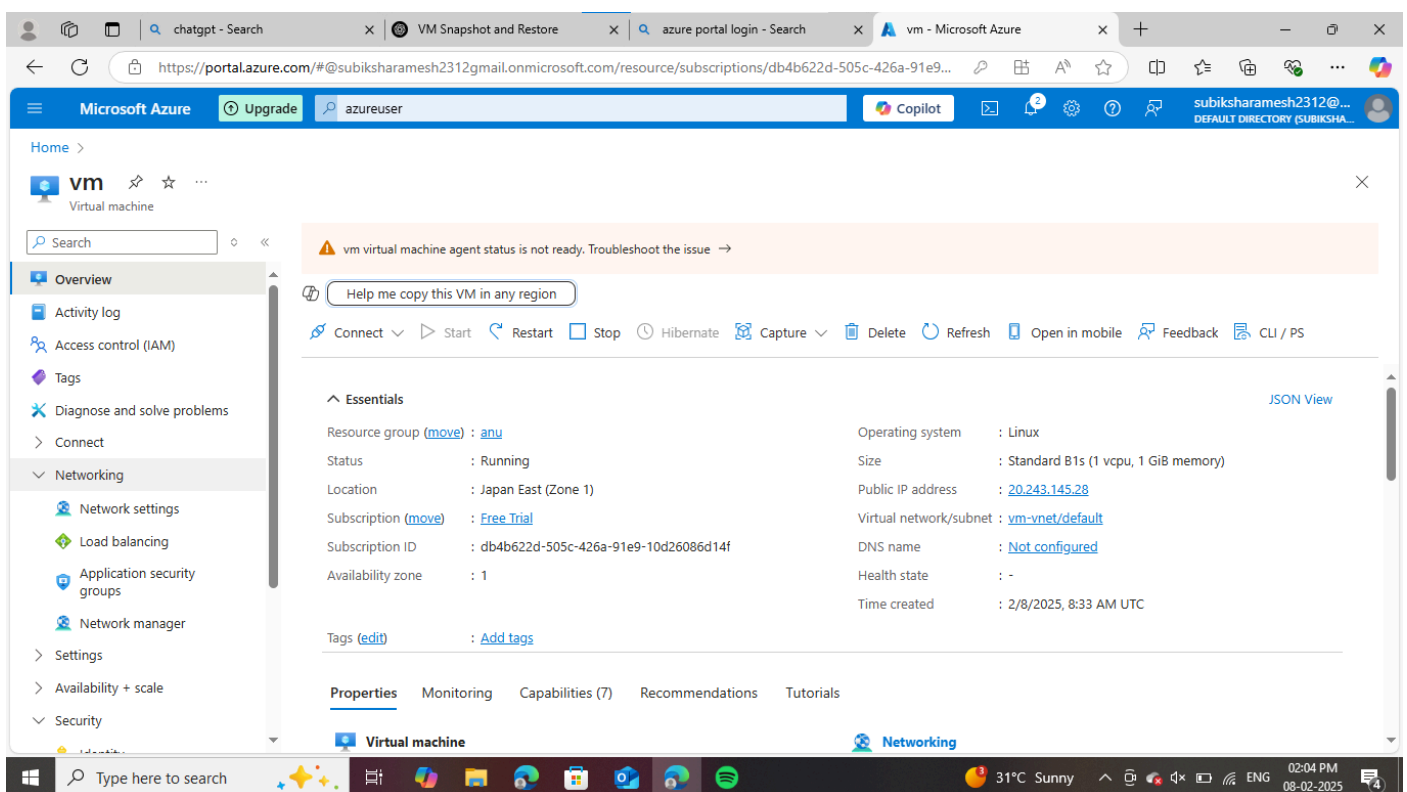 chatgpt - Search
VM Snapshot and Restore
azure portal login - Search
vm - Microsoft Azure
https://portal.azure.com/#@subiksharamesh2312gmail.onmicrosoft.com/resource/subscriptions/db4b622d-505c-426a-91e9...
Microsoft Azure
Upgrade
azureuser
Copilot
2
subiksharamesh2312@...
DEFAULT DIRECTORY (SUBIKSHA...
Home >
vm
Virtual machine
Search
vm virtual machine agent status is not ready. Troubleshoot the issue →
Help me copy this VM in any region
Connect
Start
Restart
Stop
Hibernate
Capture
Delete
Refresh
Open in mobile
Feedback
CLI / PS
Overview
Activity log
Access control (IAM)
Tags
Diagnose and solve problems
Connect
Networking
Network settings
Load balancing
Application security
groups
Network manager
Settings
Availability + scale
Security
Identity
Essentials
JSON View
Resource group (move) : anu
Status : Running
Location : Japan East (Zone 1)
Subscription (move) : Free Trial
Subscription ID : db4b622d-505c-426a-91e9-10d26086d14f
Availability zone : 1
Operating system : Linux
Size : Standard B1s (1 vcpu, 1 GiB memory)
Public IP address : 20.243.145.28
Virtual network/subnet : vm-vnet/default
DNS name : Not configured
Health state : -
Time created : 2/8/2025, 8:33 AM UTC
Tags (edit) : Add tags
Properties
Monitoring
Capabilities (7)
Recommendations
Tutorials
Virtual machine
Networking
Type here to search
3
31°C Sunny
ENG
02:04 PM
08-02-2025
4